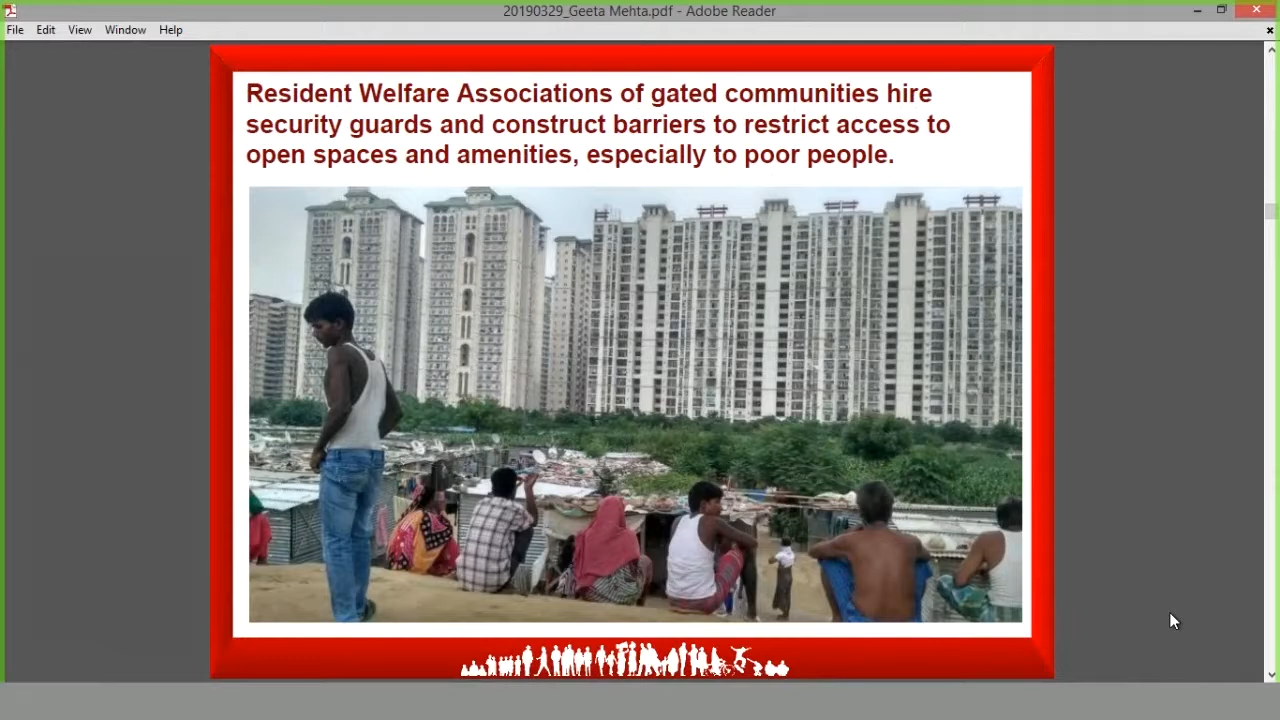 20190329_Geeta Mehta.pdf - Adobe Reader
File Edit View Window Help
Resident Welfare Associations of gated communities hire
security guards and construct barriers to restrict access to
open spaces and amenities, especially to poor people.